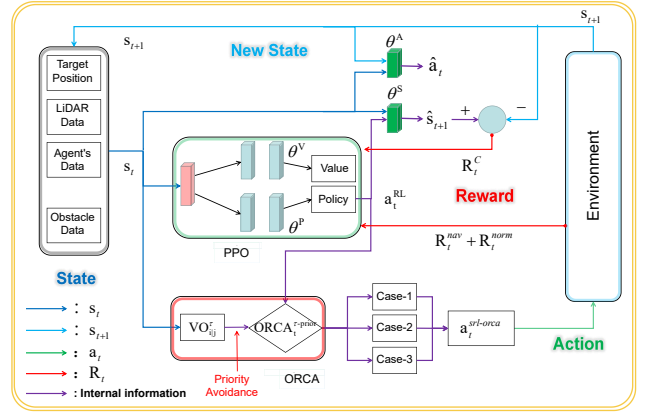 s_{t+1}
s_{t+1}
New State
θ^A
â_t
θ^S
ŝ_{t+1}
+
−
R_t^C
Reward
Target
Position
LiDAR
Data
Agent's
Data
Obstacle
Data
s_t
State
θ^V
Value
Policy
θ^P
PPO
a_t^{RL}
R_t^{nav} + R_t^{norm}
Environment
: s_t
: s_{t+1}
: a_t
: R_t
: Internal information
VO_{i|j}^τ
ORCA_t^{τ-prior}
Priority
Avoidance
ORCA
Case-1
Case-2
Case-3
a_t^{srl-orca}
Action